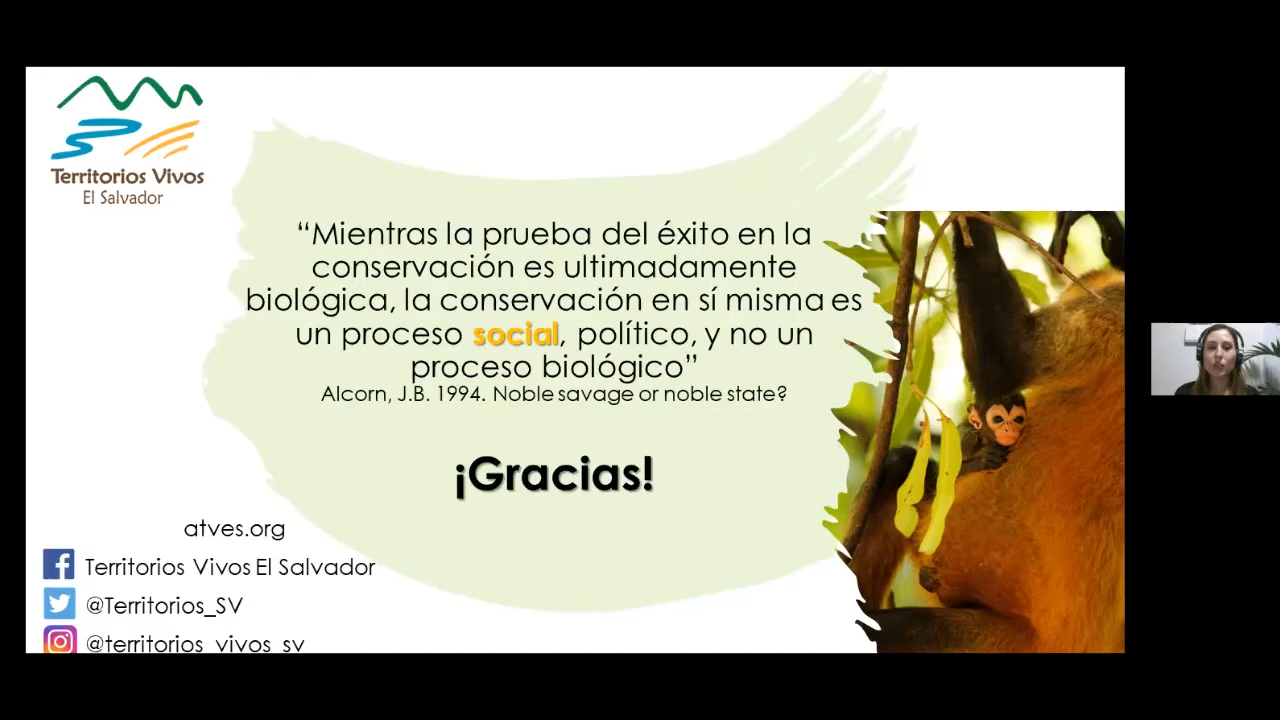 Territorios Vivos
El Salvador
“Mientras la prueba del éxito en la
conservación es ultimadamente
biológica, la conservación en sí misma es
un proceso social, político, y no un
proceso biológico”
Alcorn, J.B. 1994. Noble savage or noble state?
¡Gracias!
atves.org
Territorios Vivos El Salvador
@Territorios_SV
@territorios_vivos_sv